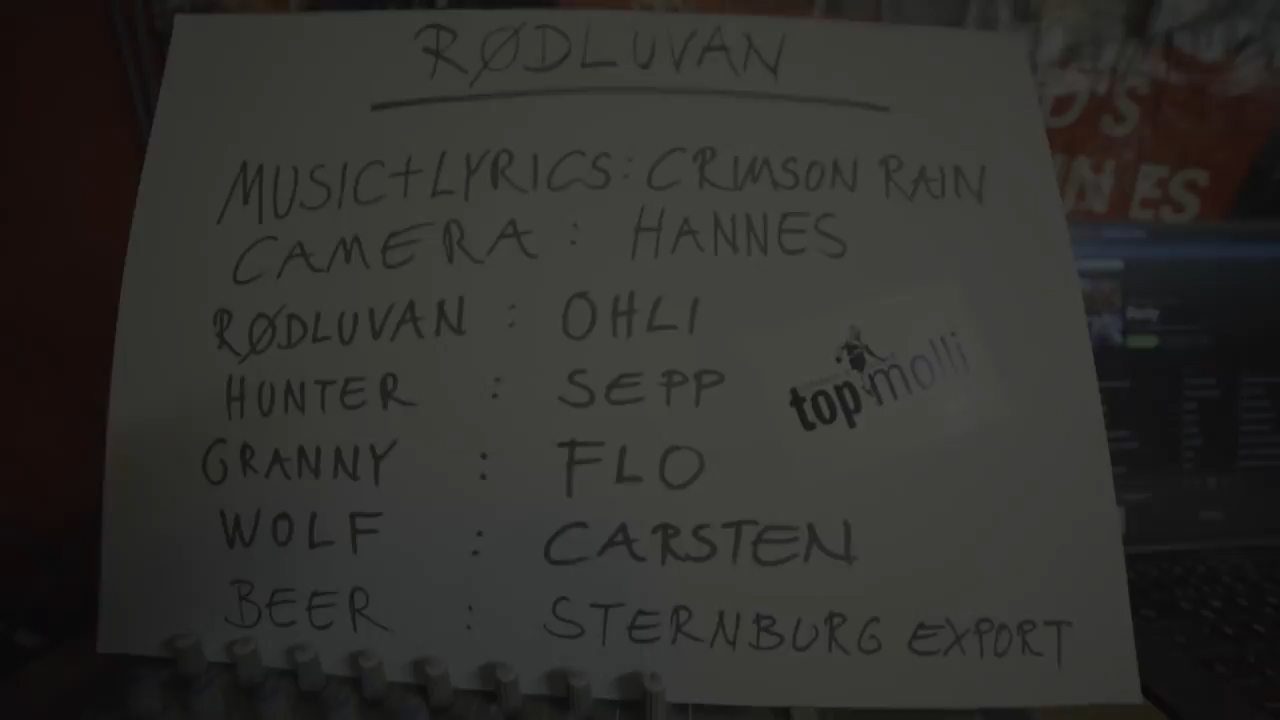 RØDLUVAN
MUSIC+LYRICS: CRIMSON RAIN
CAMERA : HANNES
RØDLUVAN : OHLI
HUNTER : SEPP
topmolli
GRANNY : FLO
WOLF : CARSTEN
BEER : STERNBURG EXPORT